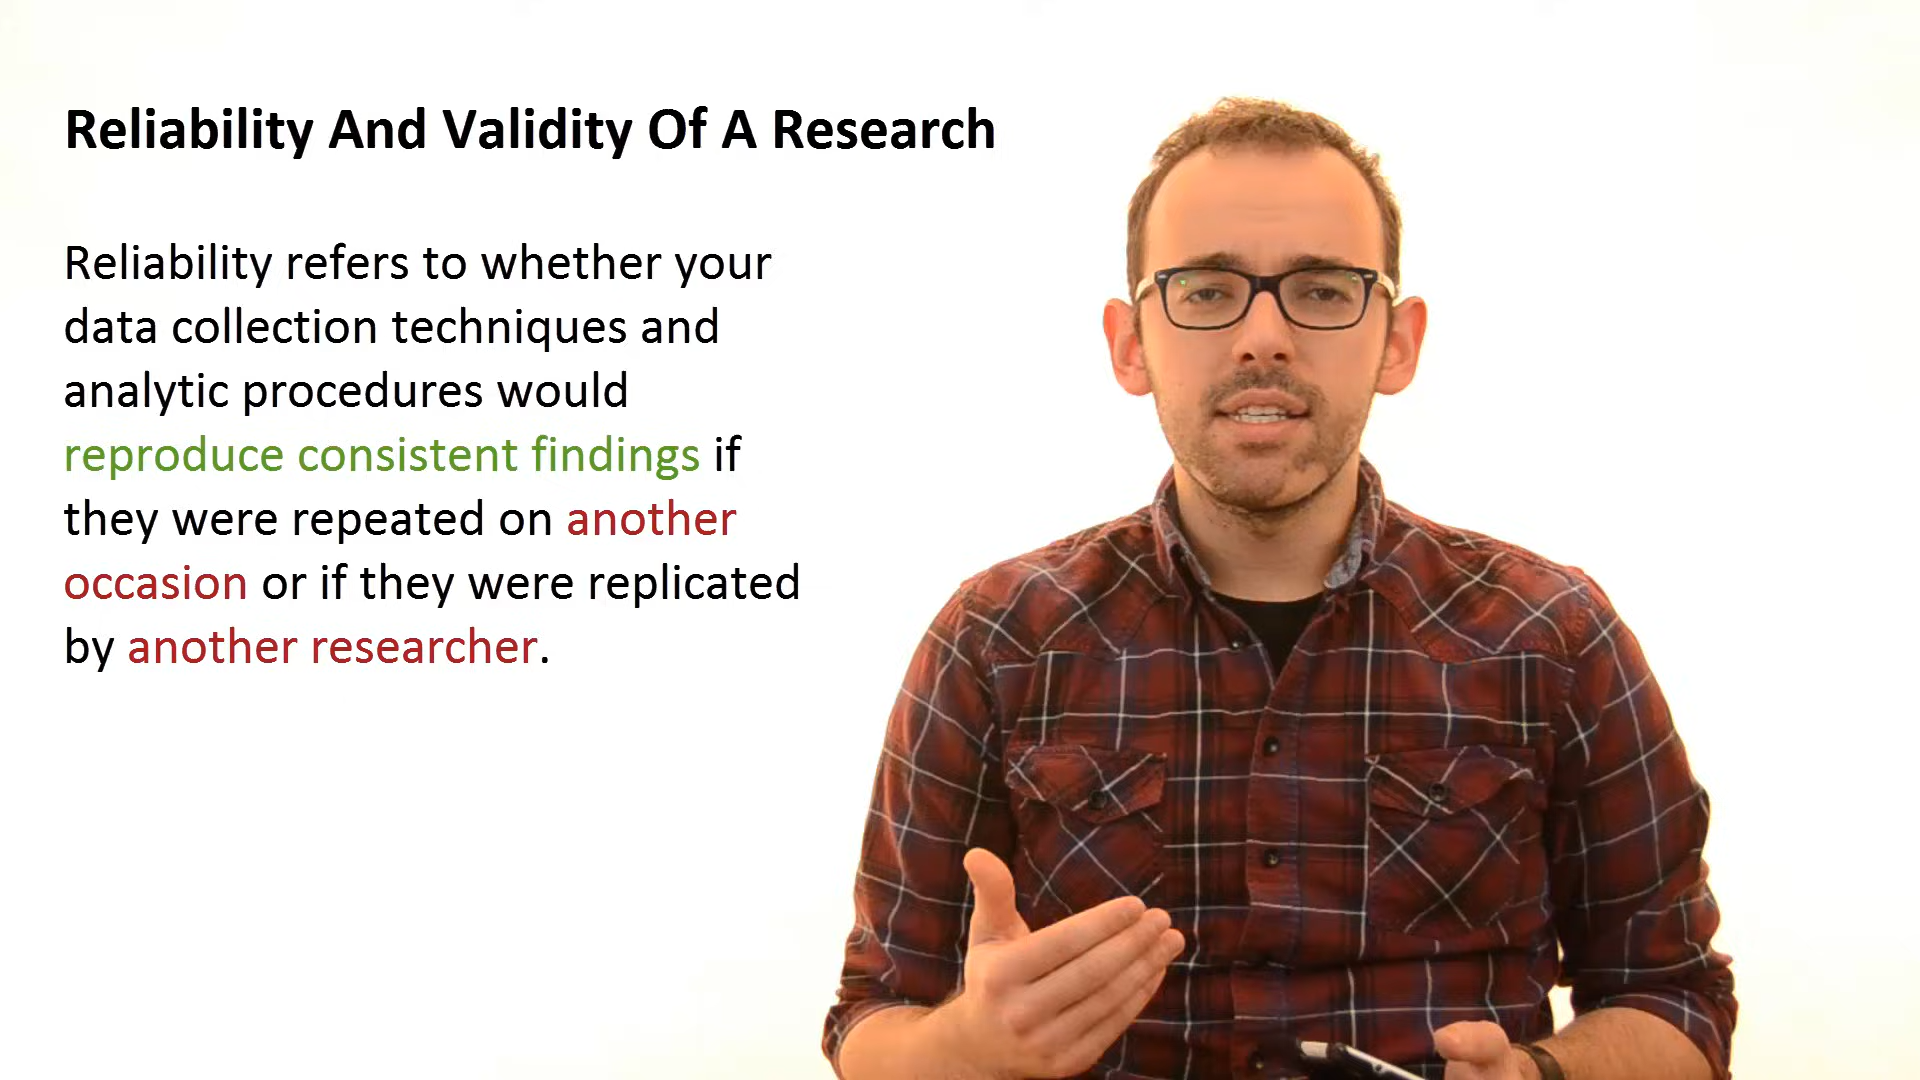 Reliability And Validity Of A Research
Reliability refers to whether your
data collection techniques and
analytic procedures would
reproduce consistent findings if
they were repeated on another
occasion or if they were replicated
by another researcher.